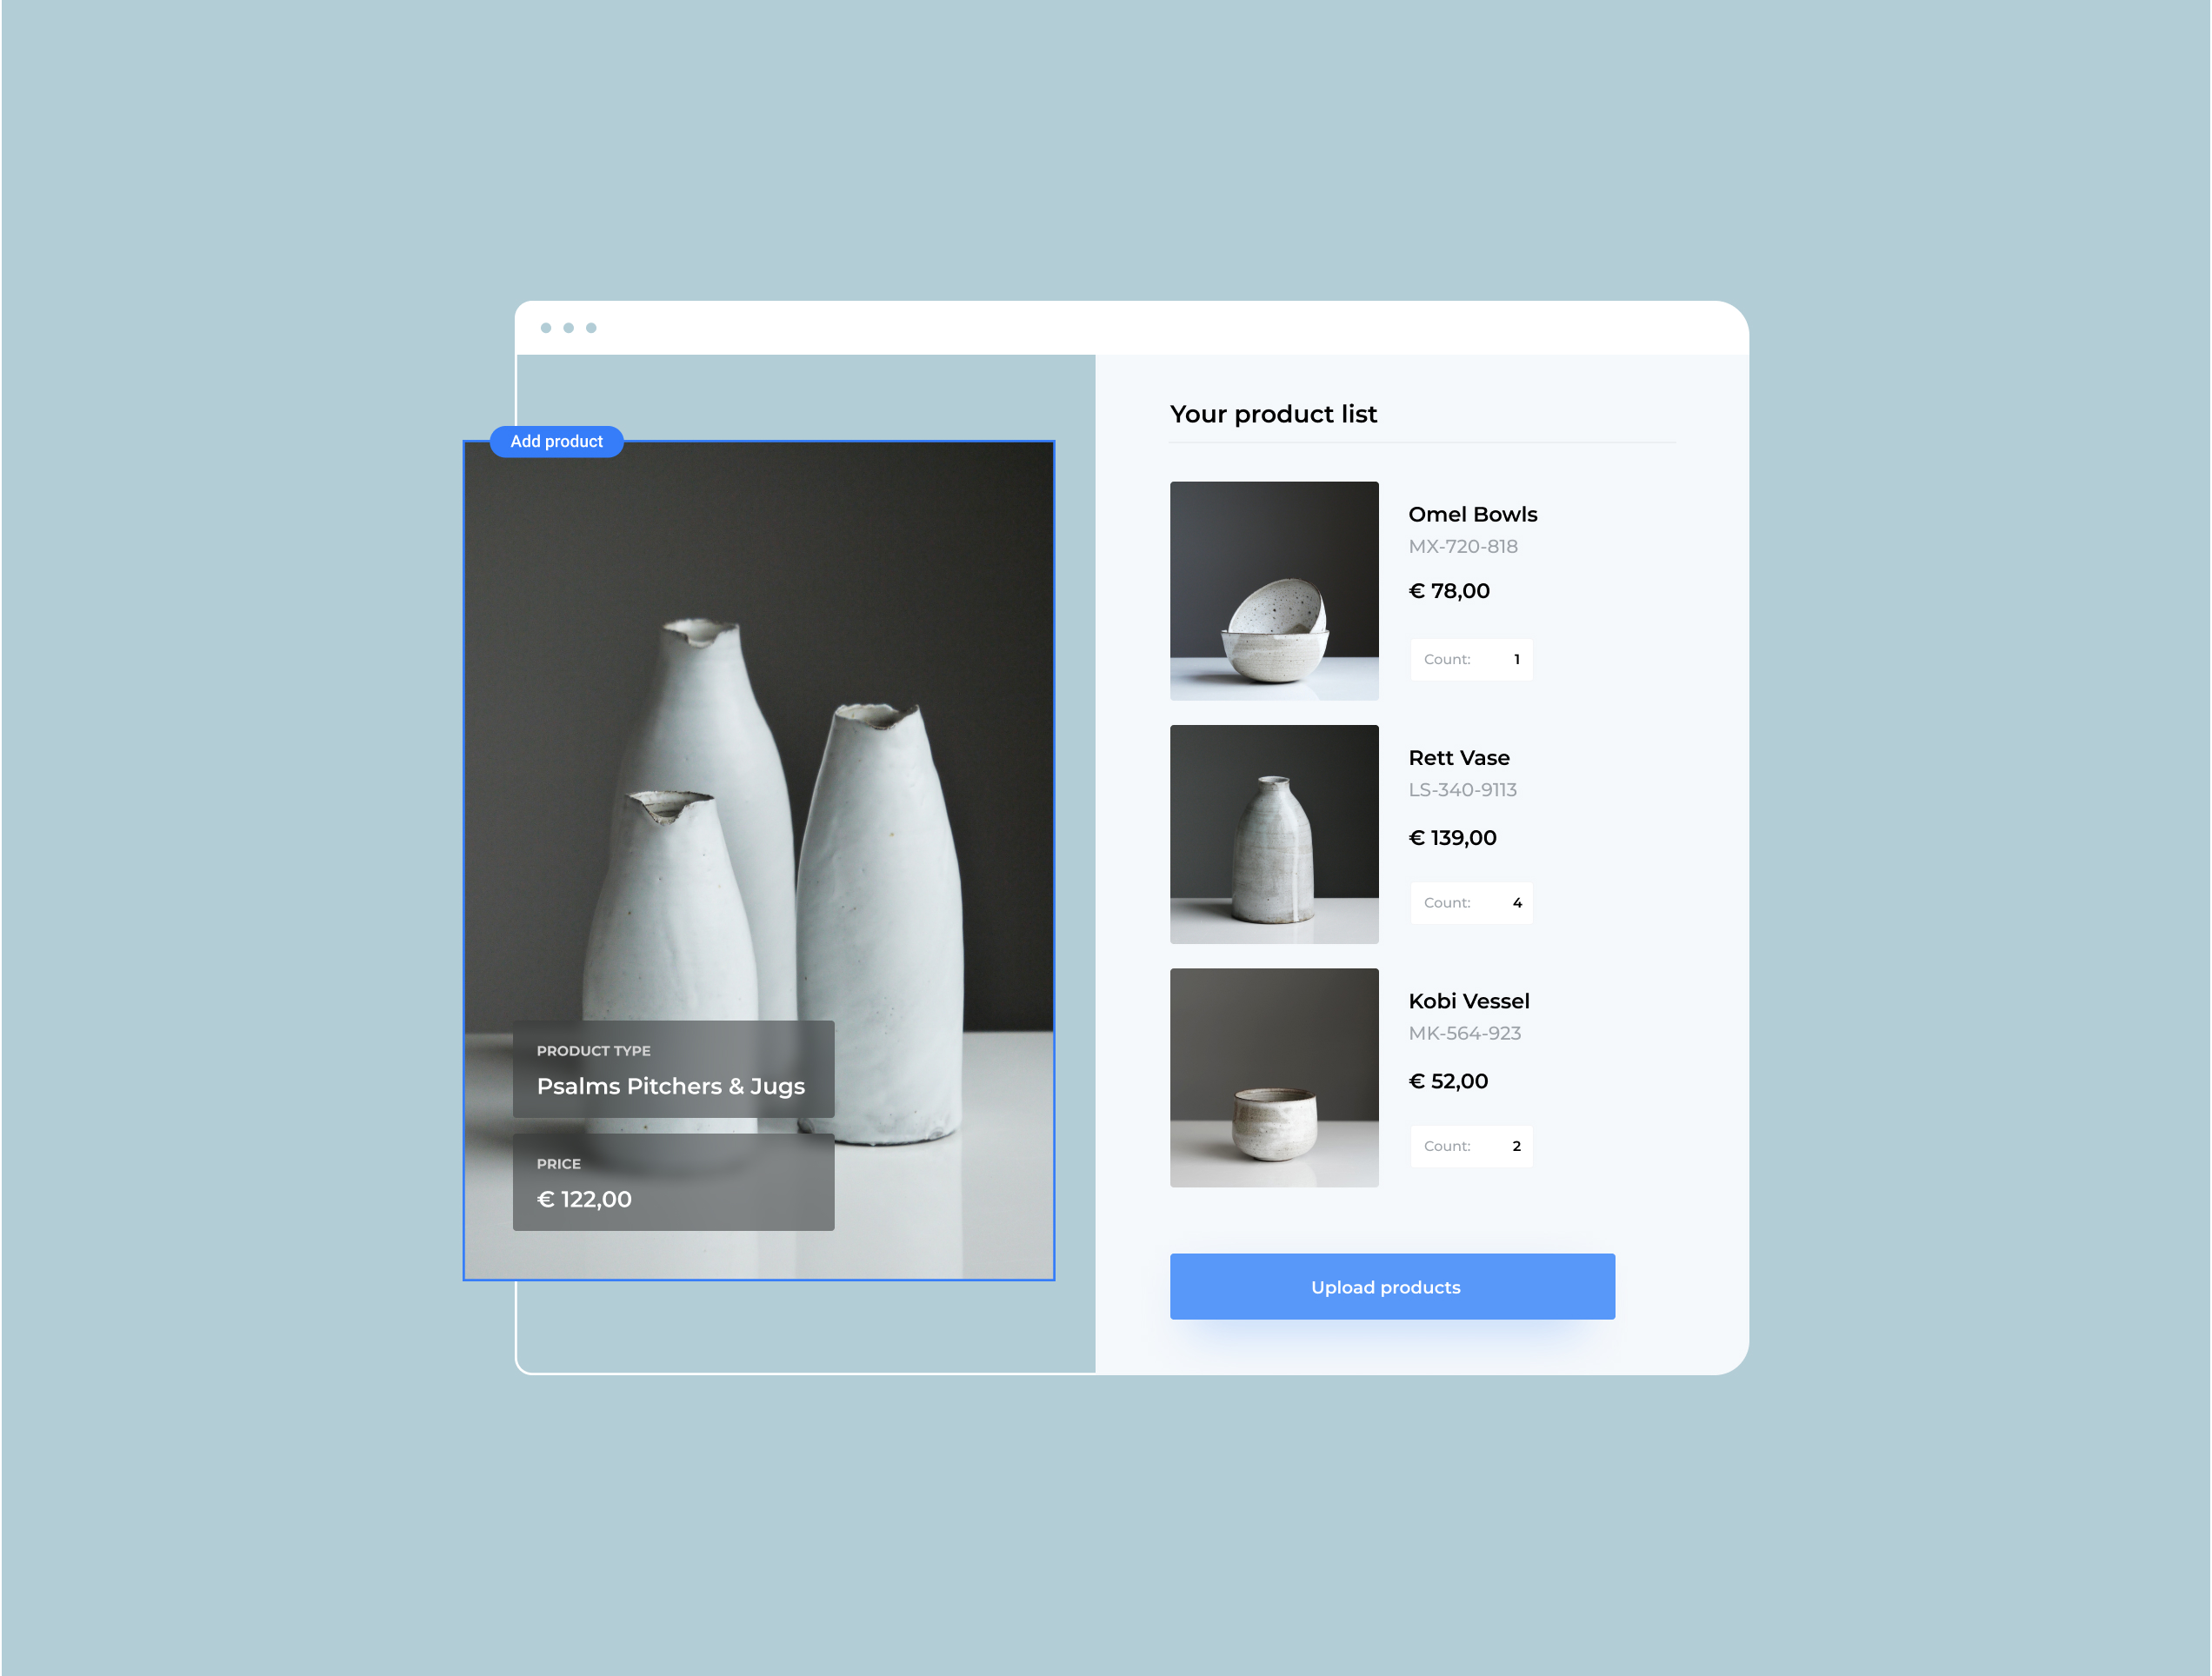 Add product
PRODUCT TYPE
Psalms Pitchers & Jugs
PRICE
€ 122,00
Your product list
Omel Bowls
MX-720-818
€ 78,00
Count: 1
Rett Vase
LS-340-9113
€ 139,00
Count: 4
Kobi Vessel
MK-564-923
€ 52,00
Count: 2
Upload products